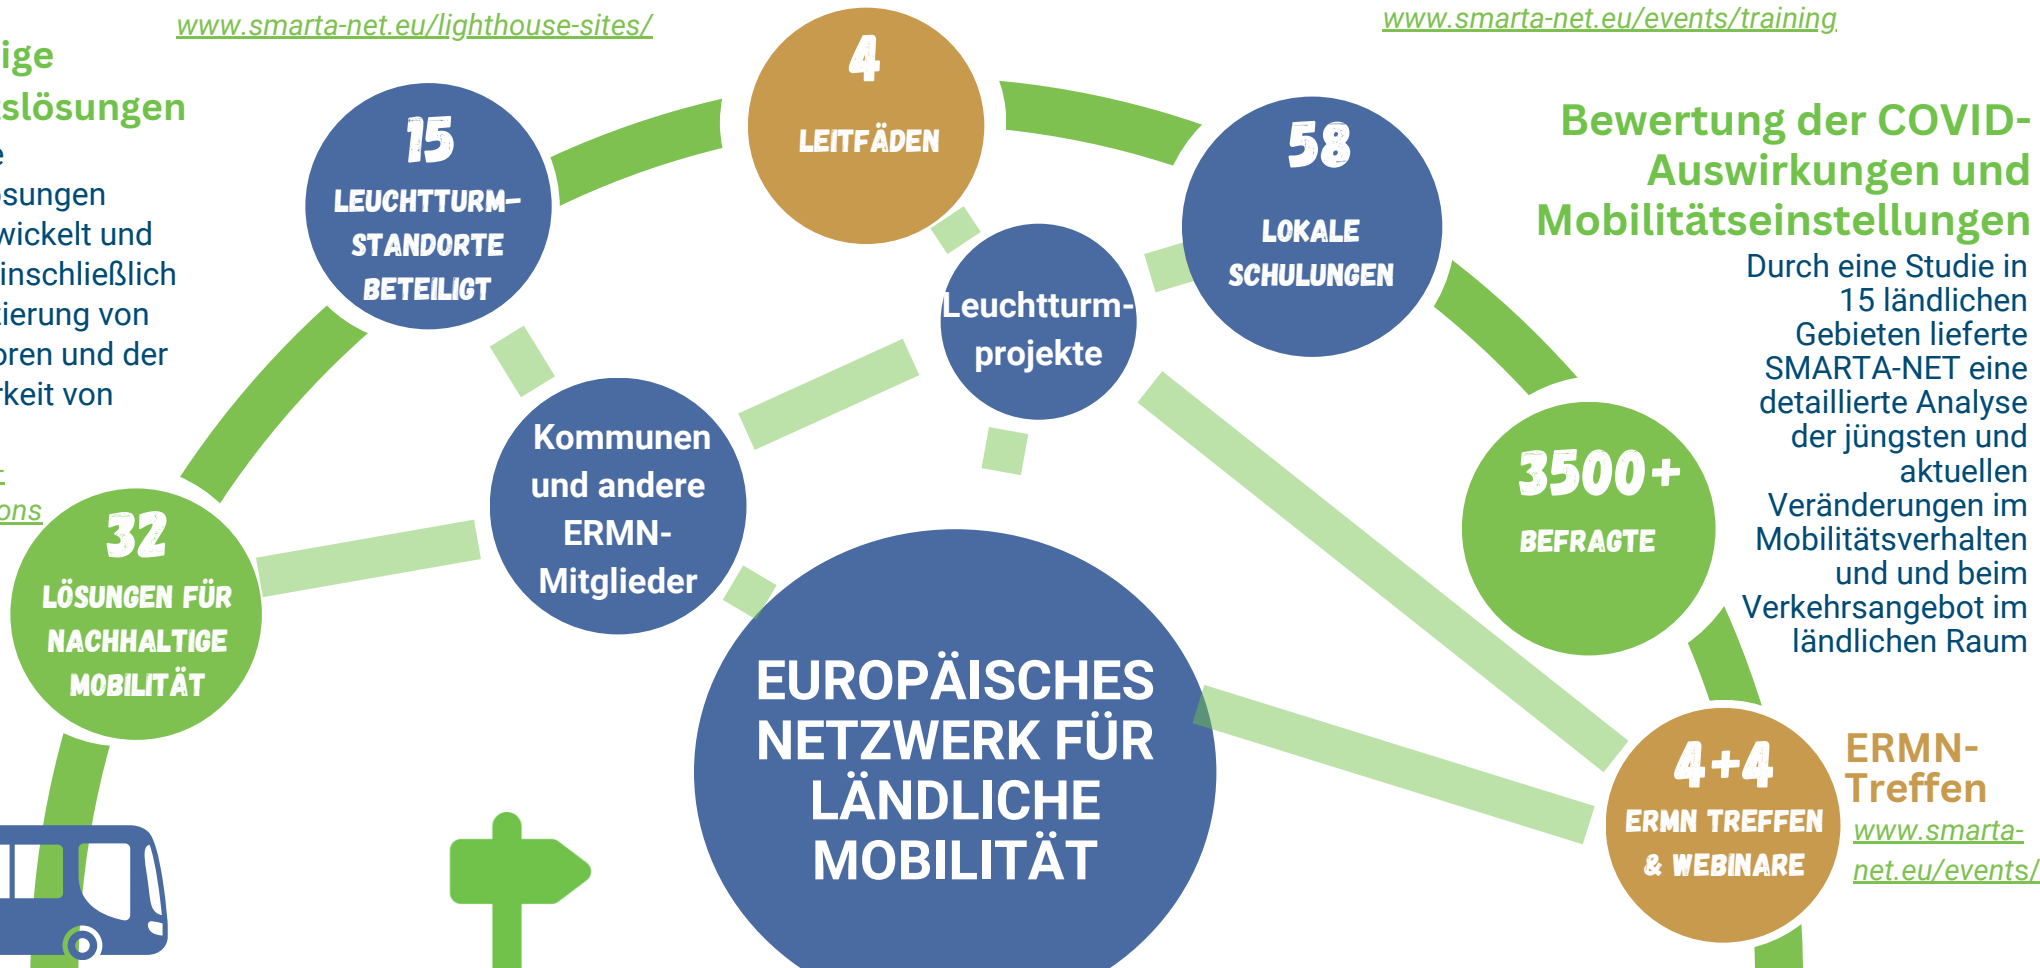 www.smarta-net.eu/lighthouse-sites/
www.smarta-net.eu/events/training
ige
tslösungen
e
sungen
wickelt und
inschließlich
zierung von
oren und der
rkeit von
-
ons
15
LEUCHTTURM-
STANDORTE
BETEILIGT
4
LEITFÄDEN
58
LOKALE
SCHULUNGEN
Leuchtturm-
projekte
Kommunen
und andere
ERMN-
Mitglieder
32
LÖSUNGEN FÜR
NACHHALTIGE
MOBILITÄT
EUROPÄISCHES
NETZWERK FÜR
LÄNDLICHE
MOBILITÄT
Bewertung der COVID-
Auswirkungen und
Mobilitätseinstellungen
Durch eine Studie in
15 ländlichen
Gebieten lieferte
SMARTA-NET eine
detaillierte Analyse
der jüngsten und
aktuellen
Veränderungen im
Mobilitätsverhalten
und und beim
Verkehrsangebot im
ländlichen Raum
3500+
BEFRAGTE
4+4
ERMN TREFFEN
& WEBINARE
ERMN-
Treffen
www.smarta-
net.eu/events/